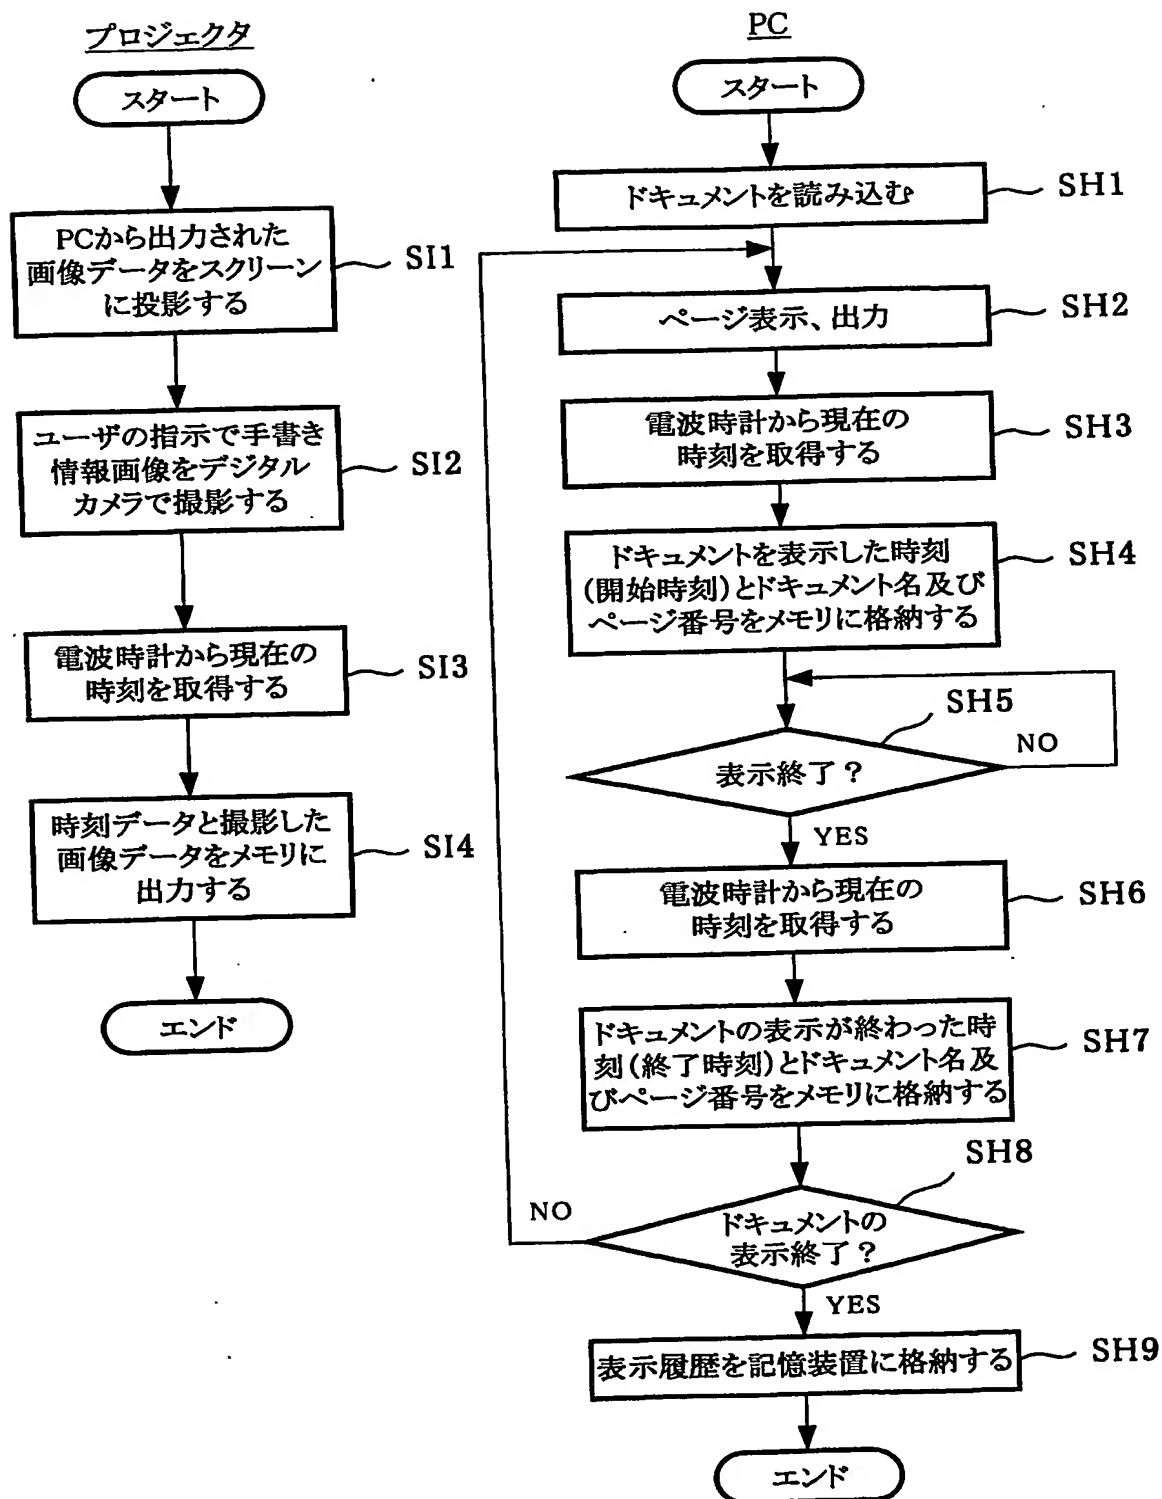 プロジェクタ
スタート
PCから出力された
画像データをスクリーン
に投影する
SI1
ユーザの指示で手書き
情報画像をデジタル
カメラで撮影する
SI2
電波時計から現在の
時刻を取得する
SI3
時刻データと撮影した
画像データをメモリに
出力する
SI4
エンド
PC
スタート
ドキュメントを読み込む
SH1
ページ表示、出力
SH2
電波時計から現在の
時刻を取得する
SH3
ドキュメントを表示した時刻
(開始時刻)とドキュメント名及び
ページ番号をメモリに格納する
SH4
表示終了?
SH5
NO
YES
電波時計から現在の
時刻を取得する
SH6
ドキュメントの表示が終わった時
刻(終了時刻)とドキュメント名及
びページ番号をメモリに格納する
SH7
ドキュメントの
表示終了?
SH8
NO
YES
表示履歴を記憶装置に格納する
SH9
エンド